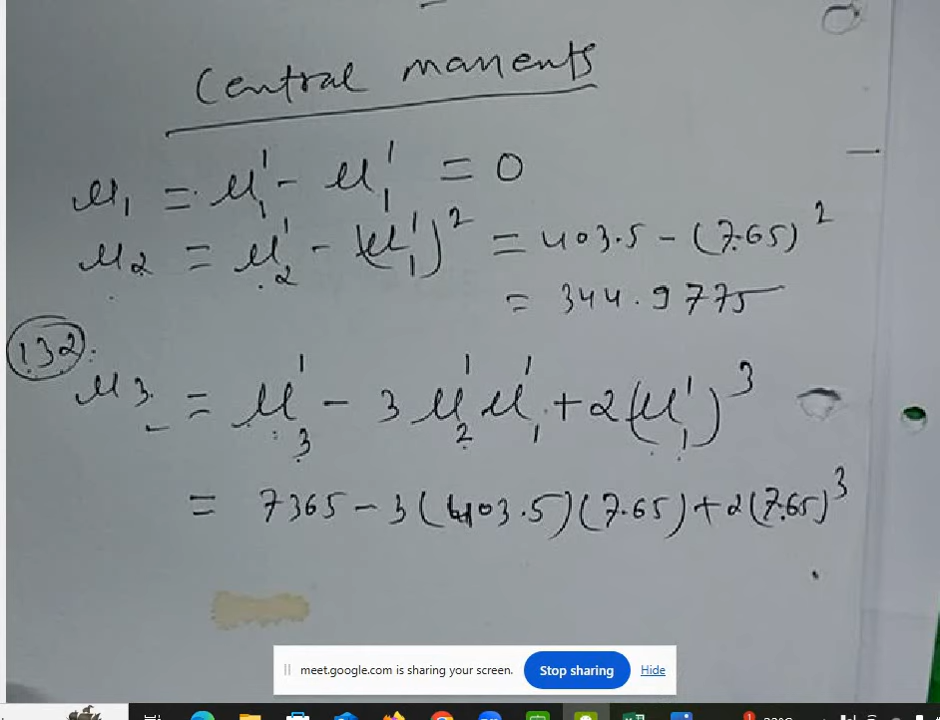 Central moments
μ₁ = μ₁' - μ₁' = 0
μ₂ = μ₂' - (μ₁')² = 403.5 - (7.65)²
= 344.9775
132.
μ₃ = μ₃' - 3 μ₂' μ₁' + 2(μ₁')³
= 7365 - 3(403.5)(7.65) + 2(7.65)³
meet.google.com is sharing your screen. Stop sharing Hide